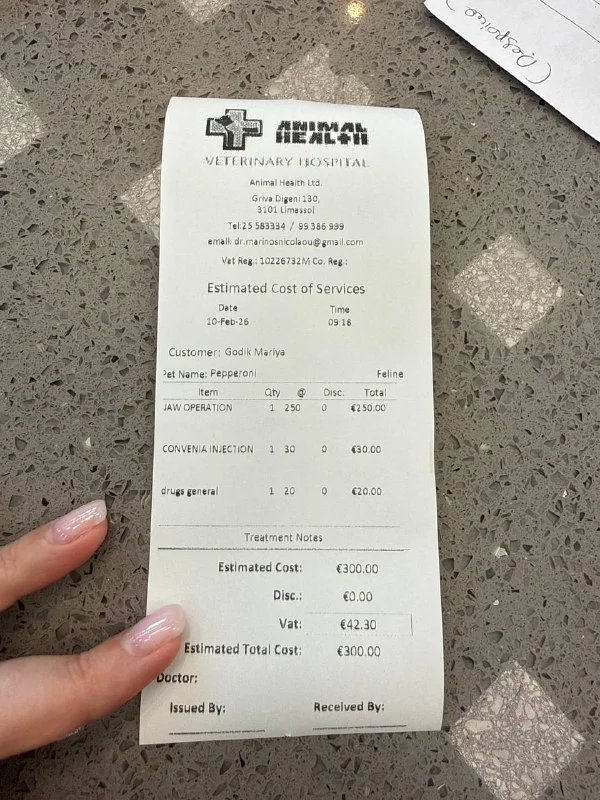 (Despoina)
ANIMAL
HEALTH
VETERINARY HOSPITAL
Animal Health Ltd.
Griva Digeni 130,
3101 Limassol
Tel:25 583334 / 99 386 999
email: dr.marinosnicolaou@gmail.com
Vat Reg.: 10226732M Co. Reg.:
Estimated Cost of Services
Date Time
10-Feb-26 09:18
Customer: Godik Mariya
Pet Name: Pepperoni Feline
Item Qty @ Disc. Total
JAW OPERATION 1 250 0 €250.00
CONVENIA INJECTION 1 30 0 €30.00
drugs general 1 20 0 €20.00
Treatment Notes
Estimated Cost: €300.00
Disc.: €0.00
Vat: €42.30
Estimated Total Cost: €300.00
Doctor:
Issued By: Received By: